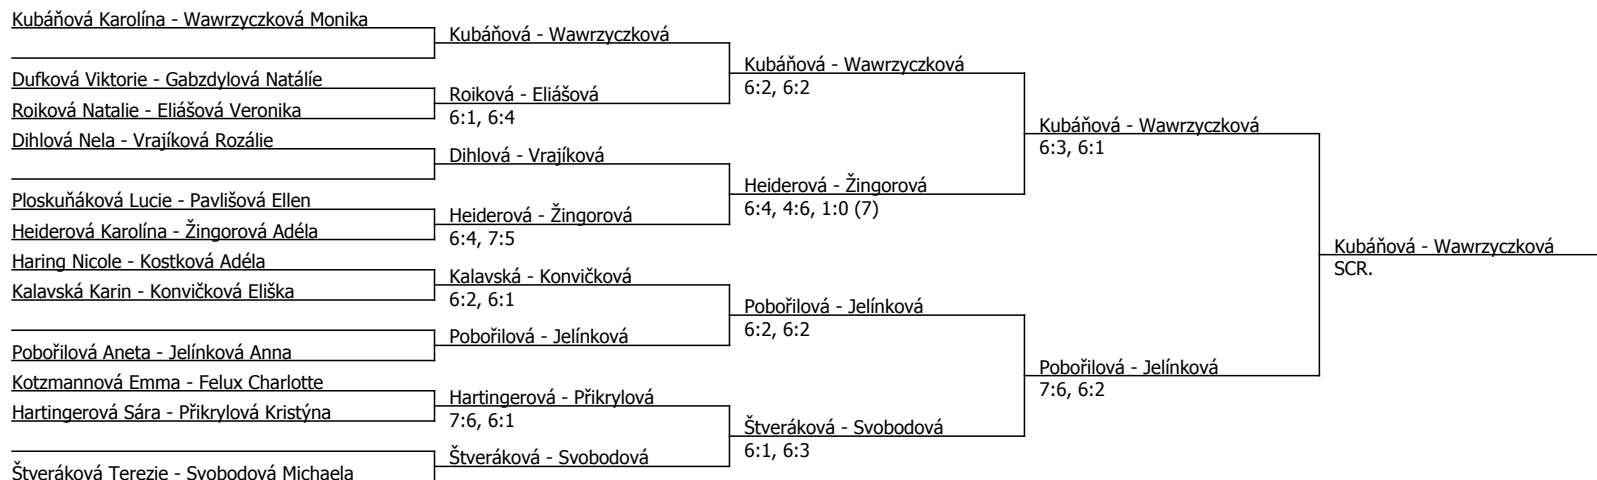 Kubáňová Karolína - Wawrzyczková Monika
Dufková Viktorie - Gabzdylová Natálíe
Roiková Natalie - Eliášová Veronika
Dihlová Nela - Vrajíková Rozálie
Ploskuňáková Lucie - Pavlišová Ellen
Heiderová Karolína - Žingorová Adéla
Haring Nicole - Kostková Adéla
Kalavská Karin - Konvičková Eliška
Pobořilová Aneta - Jelínková Anna
Kotzmannová Emma - Felux Charlotte
Hartingerová Sára - Přikrylová Kristýna
Štveráková Terezie - Svobodová Michaela
Kubáňová - Wawrzyczková
Roiková - Eliášová
6:1, 6:4
Dihlová - Vrajíková
Heiderová - Žingorová
6:4, 7:5
Kalavská - Konvičková
6:2, 6:1
Pobořilová - Jelínková
Hartingerová - Přikrylová
7:6, 6:1
Štveráková - Svobodová
Kubáňová - Wawrzyczková
6:2, 6:2
Heiderová - Žingorová
6:4, 4:6, 1:0 (7)
Pobořilová - Jelínková
6:2, 6:2
Štveráková - Svobodová
6:1, 6:3
Kubáňová - Wawrzyczková
6:3, 6:1
Pobořilová - Jelínková
7:6, 6:2
Kubáňová - Wawrzyczková
SCR.